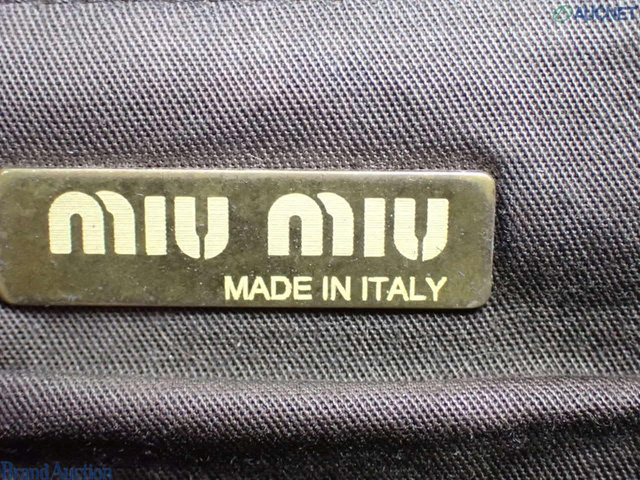 AUCNET
MIU MIU
MADE IN ITALY
Brand Auction